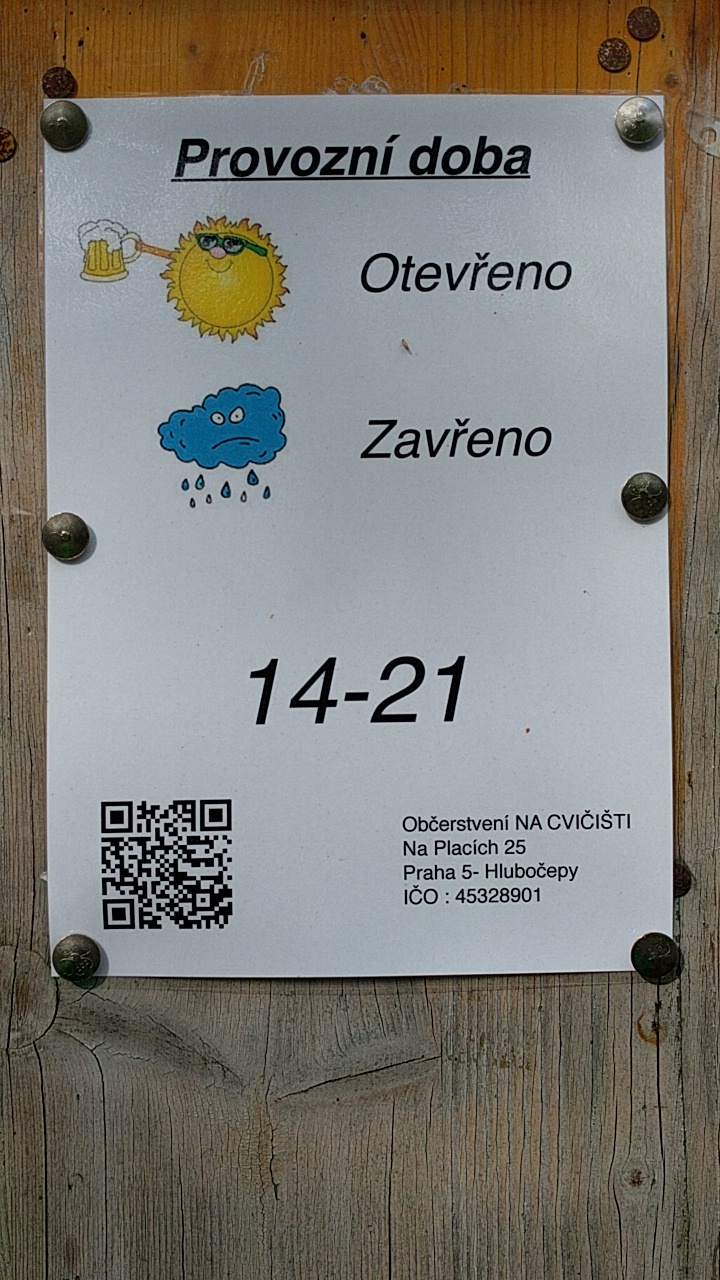 Provozní doba
Otevřeno
Zavřeno
14-21
Občerstvení NA CVIČIŠTI
Na Placích 25
Praha 5- Hlubočepy
IČO : 45328901